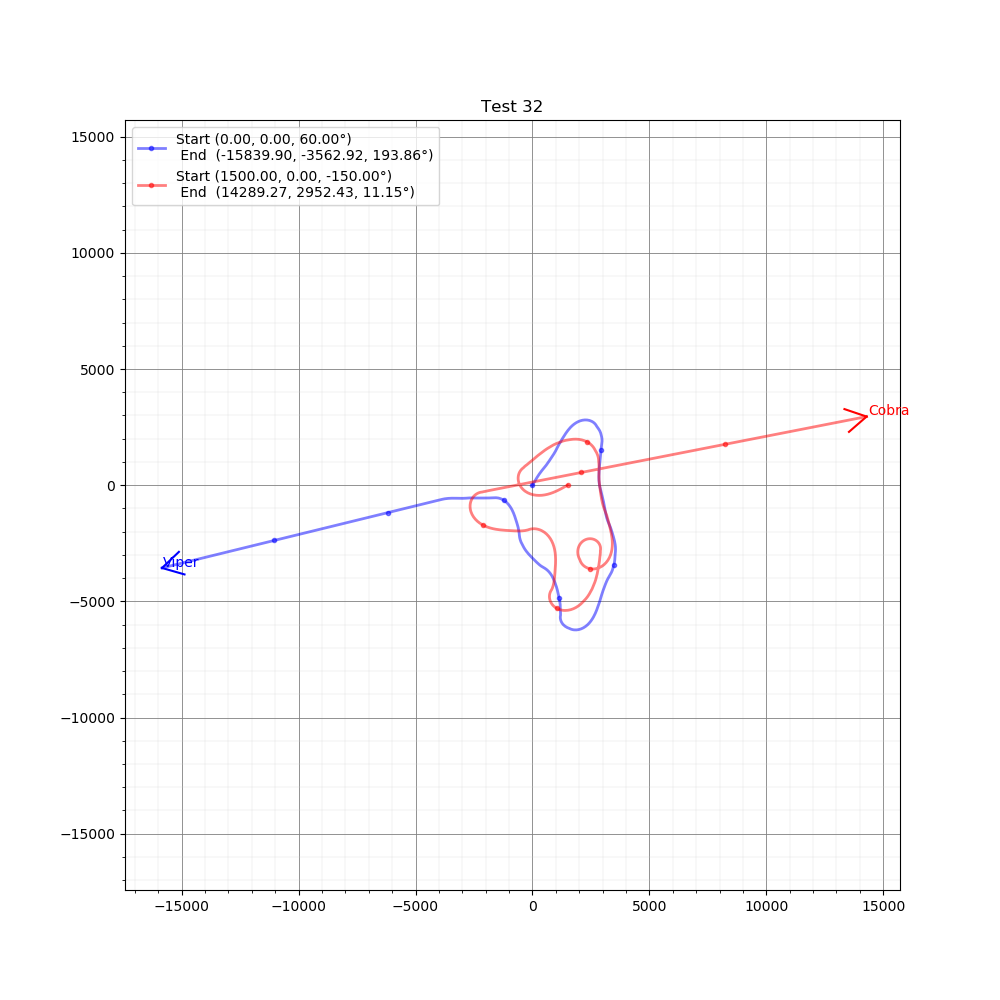 Test 32
Start (0.00, 0.00, 60.00°)
End  (-15839.90, -3562.92, 193.86°)
Start (1500.00, 0.00, -150.00°)
End  (14289.27, 2952.43, 11.15°)
15000
10000
5000
0
−5000
−10000
−15000
Cobra
Viper
−15000 −10000 −5000 0 5000 10000 15000